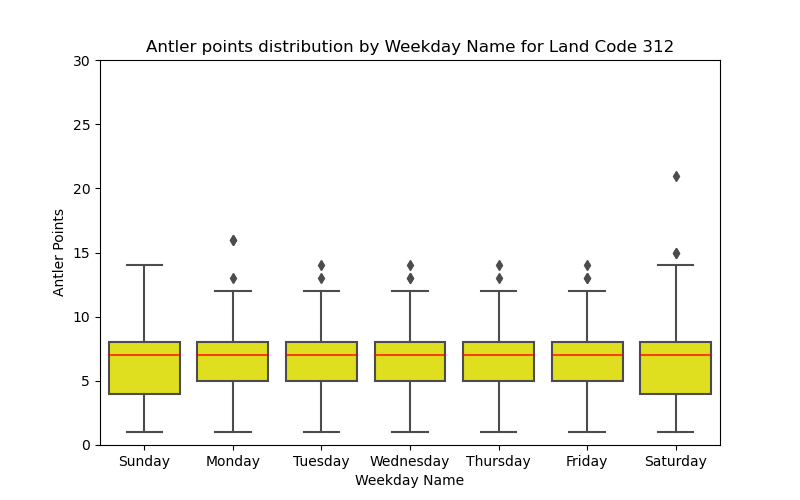 Antler points distribution by Weekday Name for Land Code 312
Antler Points
30
25
20
15
10
5
0
Sunday Monday Tuesday Wednesday Thursday Friday Saturday
Weekday Name